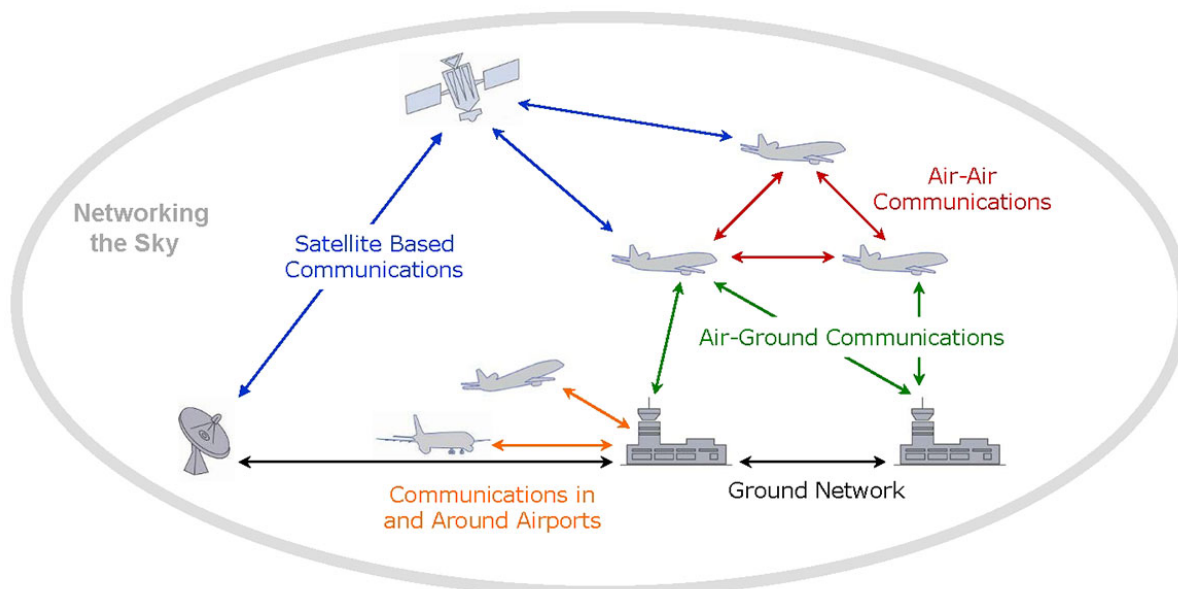 Networking
the Sky
Satellite Based
Communications
Air-Air
Communications
Air-Ground Communications
Communications in
and Around Airports
Ground Network